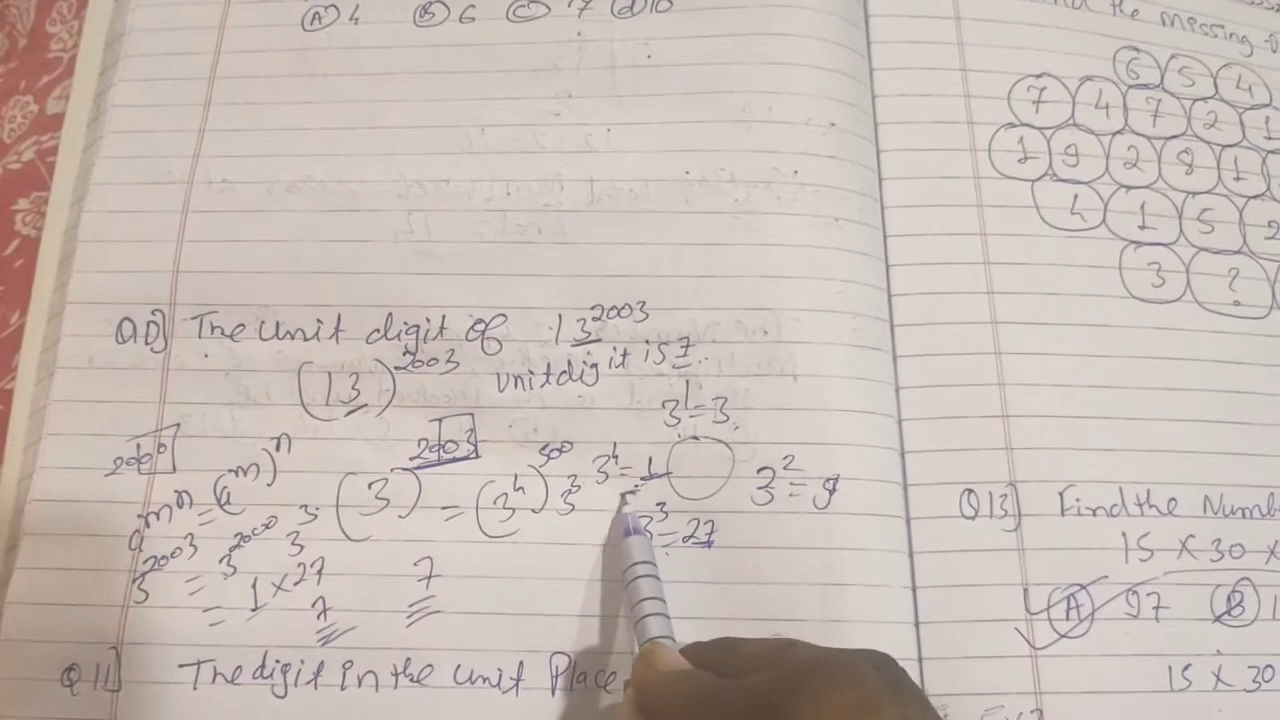 (A) 4 (B) 6 (C) 7 (d) 10
Q10] The unit digit of 13^2003
(13)^2003 unit digit is 7.
3^1 = 3.
2000
a^mn = (a^m)^n (3)^2003 = (3^4)^500 3^3 3^4 = 1 3^2 = 9
3^3 = 27
3^2003 = 3^2000 3^3
= 1 × 27 7
7
Q11] The digit in the unit Place
the messing
6 5 4
7 4 7 2 1
1 9 2 8 1
4 1 5 2
3 ?
Q13] Find the Numb
15 × 30 ×
(A) 97 (B) 1
15 × 30